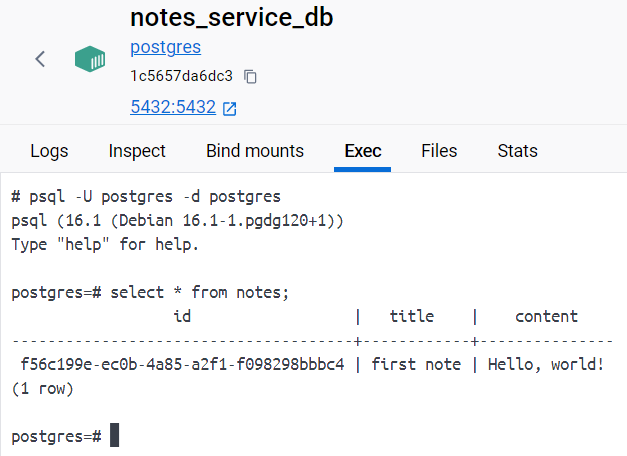 notes_service_db
postgres
1c5657da6dc3
5432:5432
Logs Inspect Bind mounts Exec Files Stats
# psql -U postgres -d postgres
psql (16.1 (Debian 16.1-1.pgdg120+1))
Type "help" for help.
postgres=# select * from notes;
id | title | content
--------------------------------------+------------+---------------
f56c199e-ec0b-4a85-a2f1-f098298bbbc4 | first note | Hello, world!
(1 row)
postgres=#